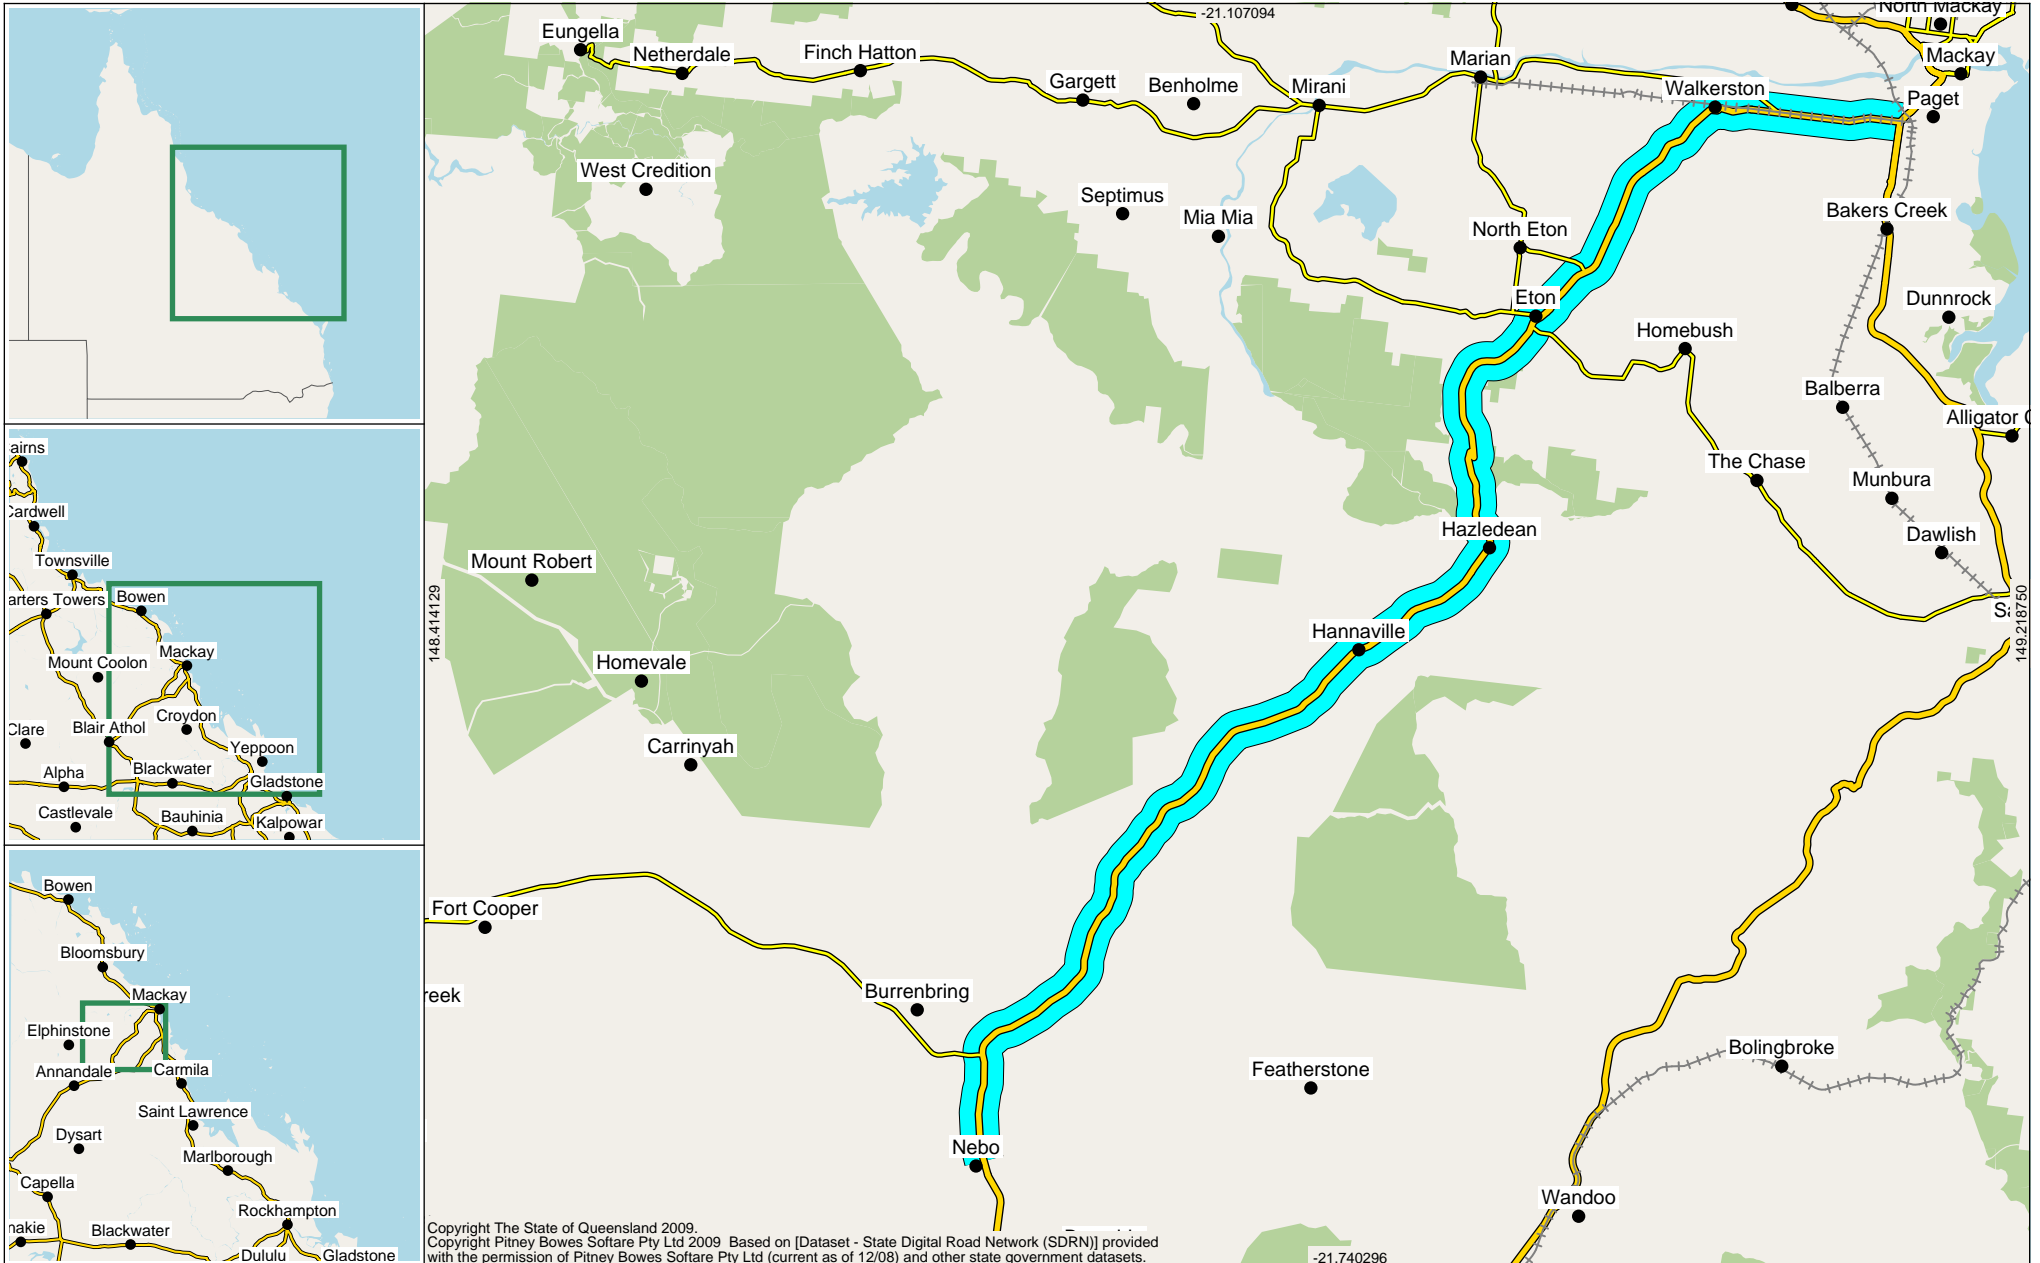 airns
Cardwell
Townsville
arters Towers
Bowen
Mackay
Mount Coolon
Croydon
Clare
Blair Athol
Yeppoon
Alpha
Blackwater
Gladstone
Castlevale
Bauhinia
Kalpowar
Bowen
Bloomsbury
Mackay
Elphinstone
Annandale
Carmila
Saint Lawrence
Dysart
Marlborough
Capella
Rockhampton
nakie
Blackwater
Dululu
Gladstone
-21.107094
North Mackay
Eungella
Netherdale
Finch Hatton
Marian
Mackay
Gargett
Benholme
Mirani
Walkerston
Paget
West Credition
Septimus
Mia Mia
North Eton
Bakers Creek
Eton
Dunnrock
Homebush
Balberra
Alligator C
The Chase
Munbura
Hazledean
Dawlish
Mount Robert
148.414129
149.218750
Sa
Hannaville
Homevale
Carrinyah
Fort Cooper
reek
Burrenbring
Featherstone
Bolingbroke
Nebo
Wandoo
Copyright The State of Queensland 2009.
Copyright Pitney Bowes Softare Pty Ltd 2009 Based on [Dataset - State Digital Road Network (SDRN)] provided
with the permission of Pitney Bowes Softare Pty Ltd (current as of 12/08) and other state government datasets.
-21.740296